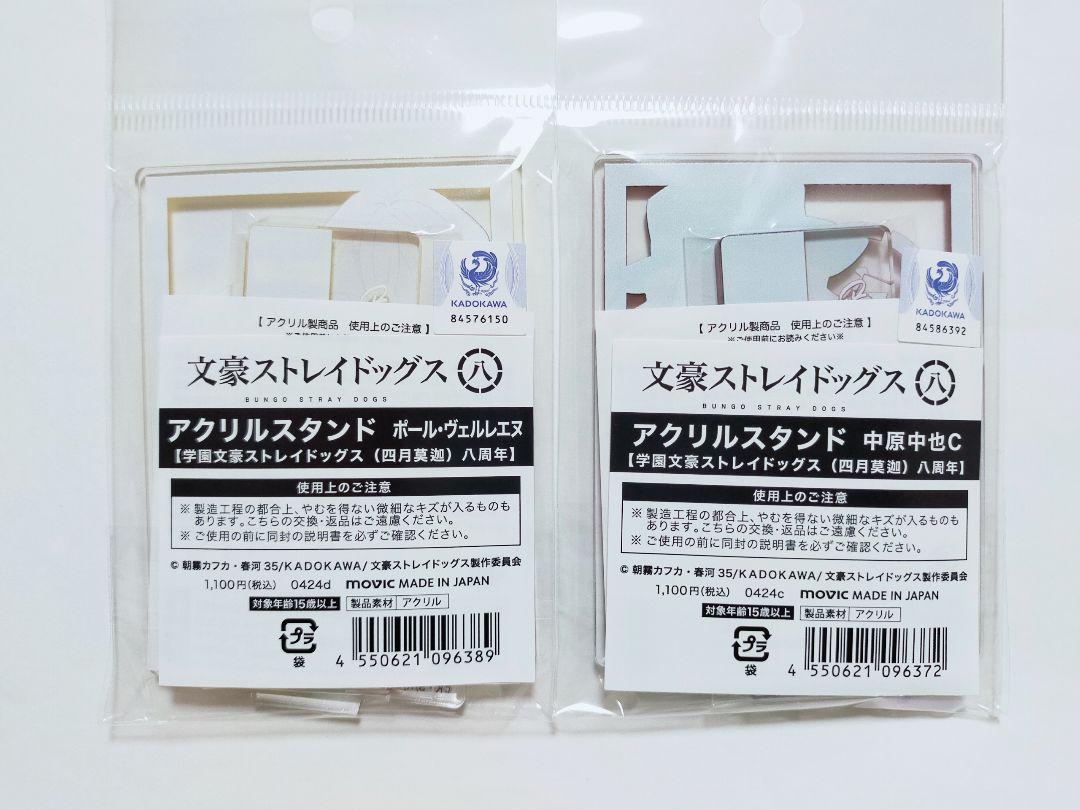 KADOKAWA
84576150
【 アクリル製商品 使用上のご注意 】
文豪ストレイドッグス 八
BUNGO STRAY DOGS
アクリルスタンド ポール・ヴェルレエヌ
【学園文豪ストレイドッグス（四月莫迦）八周年】
使用上のご注意
※ 製造工程の都合上、やむを得ない微細なキズが入るものも
あります。こちらの交換・返品はご遠慮ください。
※ ご使用の前に同封の説明書を必ずご確認ください。
© 朝霧カフカ・春河35/KADOKAWA/文豪ストレイドッグス製作委員会
1,100円(税込) 0424d movic MADE IN JAPAN
対象年齢15歳以上 製品素材 アクリル
プラ
袋
4 550621 096389
KADOKAWA
84586392
【 アクリル製商品 使用上のご注意 】
※ご使用前にお読みください※
文豪ストレイドッグス 八
BUNGO STRAY DOGS
アクリルスタンド 中原中也C
【学園文豪ストレイドッグス（四月莫迦）八周年】
使用上のご注意
※ 製造工程の都合上、やむを得ない微細なキズが入るものも
あります。こちらの交換・返品はご遠慮ください。
※ ご使用の前に同封の説明書を必ずご確認ください。
© 朝霧カフカ・春河35/KADOKAWA/文豪ストレイドッグス製作委員会
1,100円(税込) 0424c movic MADE IN JAPAN
対象年齢15歳以上 製品素材 アクリル
プラ
袋
4 550621 096372